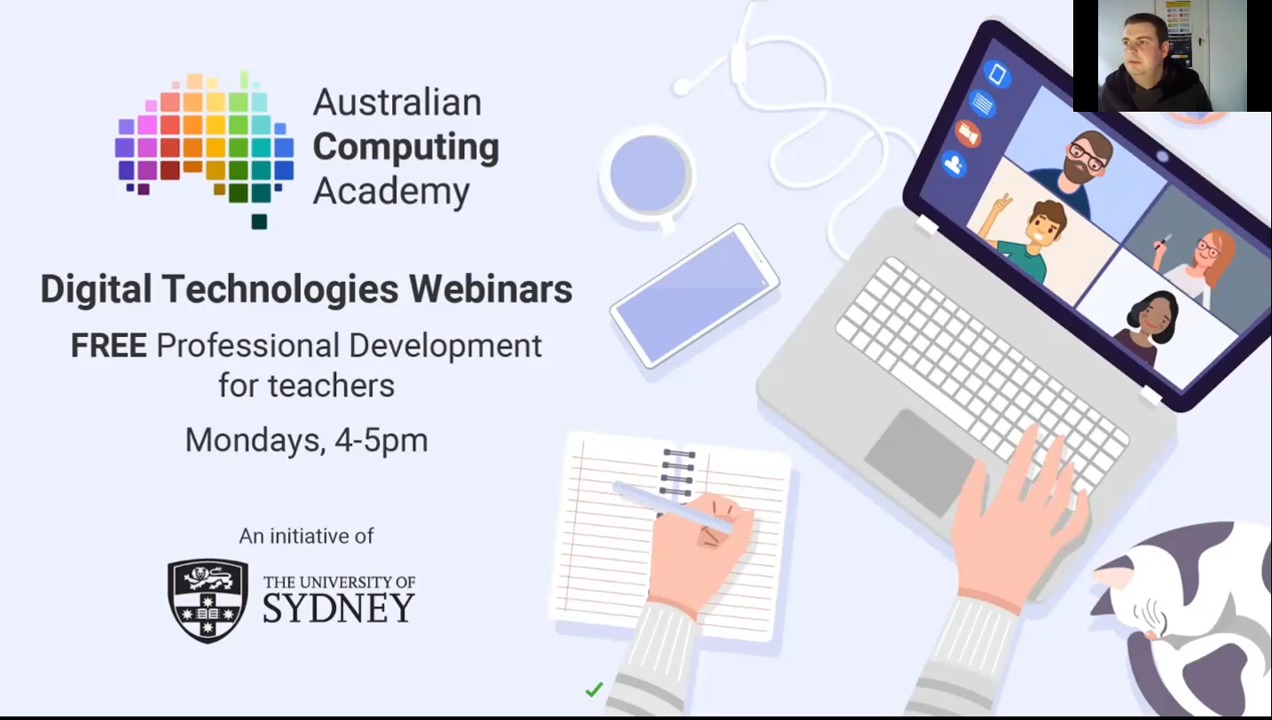 Australian
Computing
Academy
Digital Technologies Webinars
FREE Professional Development
for teachers
Mondays, 4-5pm
An initiative of
THE UNIVERSITY OF
SYDNEY